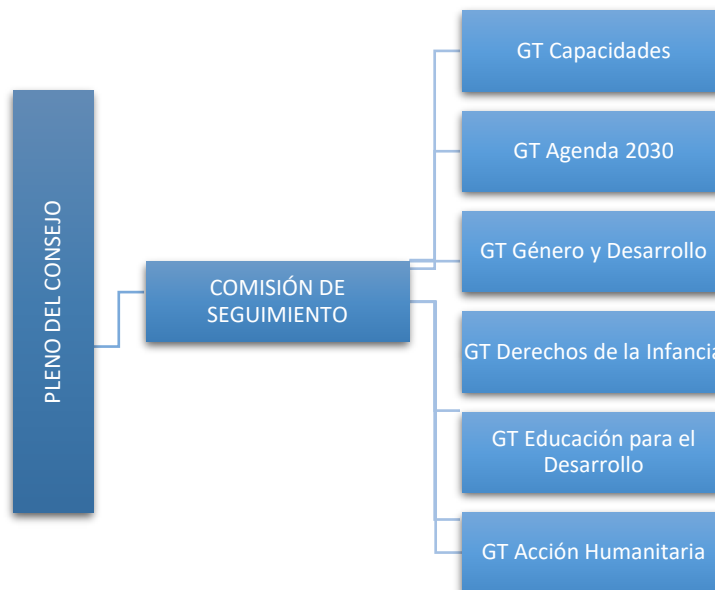 PLENO DEL CONSEJO
COMISIÓN DE
SEGUIMIENTO
GT Capacidades
GT Agenda 2030
GT Género y Desarrollo
GT Derechos de la Infancia
GT Educación para el
Desarrollo
GT Acción Humanitaria